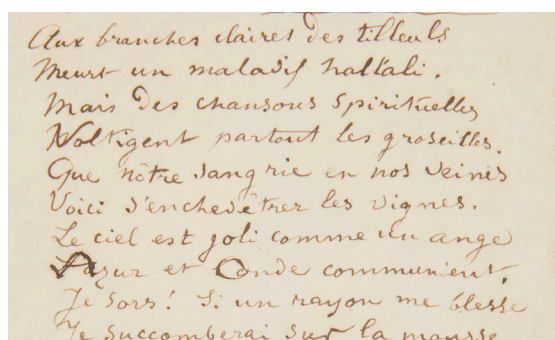 Aux branches claires des tilleuls
Meurt un maladif hallali.
Mais des chansons spirituelles
Voltigent partout les groseilles.
Que nôtre sang rie en nos veines
Voici s'enchevêtrer les vignes.
Le ciel est joli comme un ange
Azur et Onde communient.
Je sors! Si un rayon me blesse
Je succomberai sur la mousse